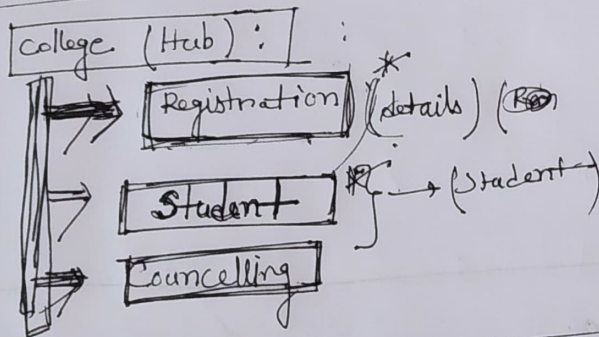 College (Hub) :
Registration (details)
Student → (Student)
Councelling